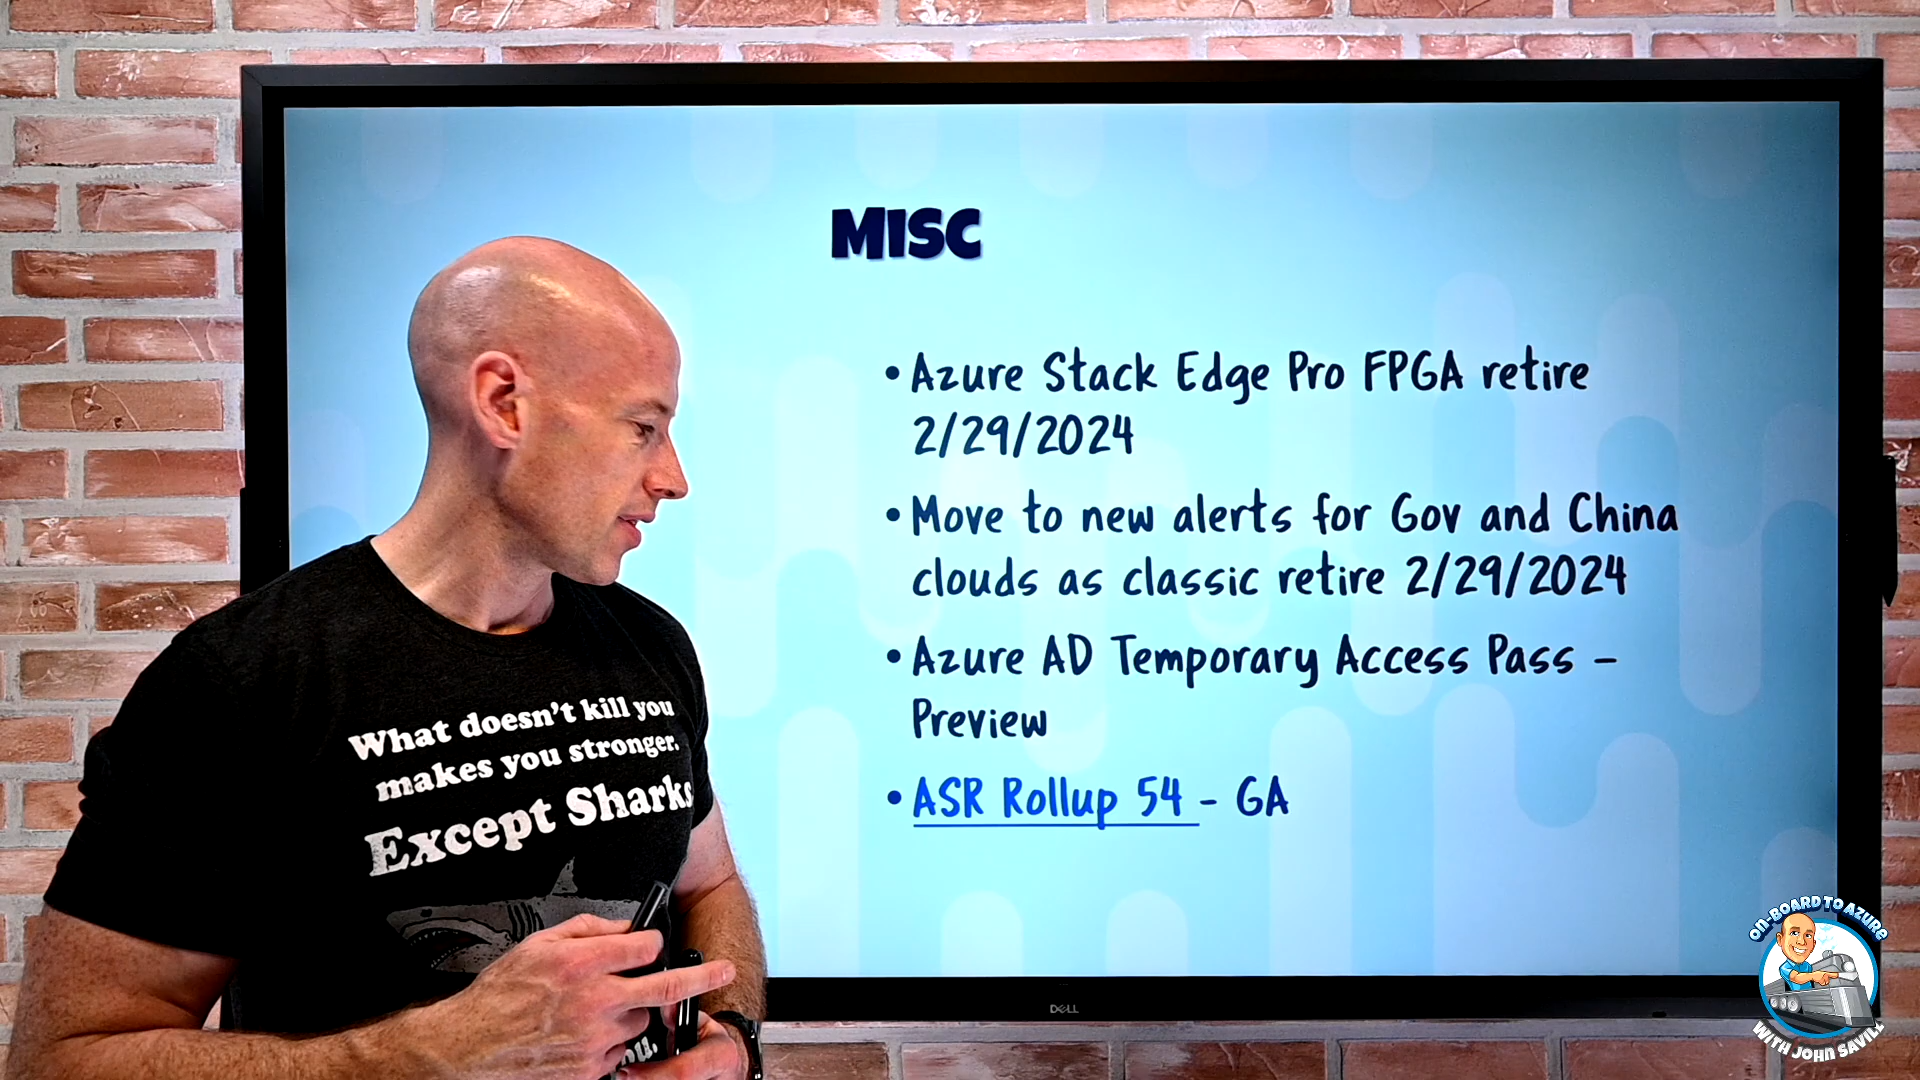 MISC
•Azure Stack Edge Pro FPGA retire
2/29/2024
•Move to new alerts for Gov and China
clouds as classic retire 2/29/2024
•Azure AD Temporary Access Pass –
Preview
•ASR Rollup 54 - GA
What doesn't kill you
makes you stronger.
Except Sharks
ou.
DELL
ON-BOARD TO AZURE
WITH JOHN SAVILL